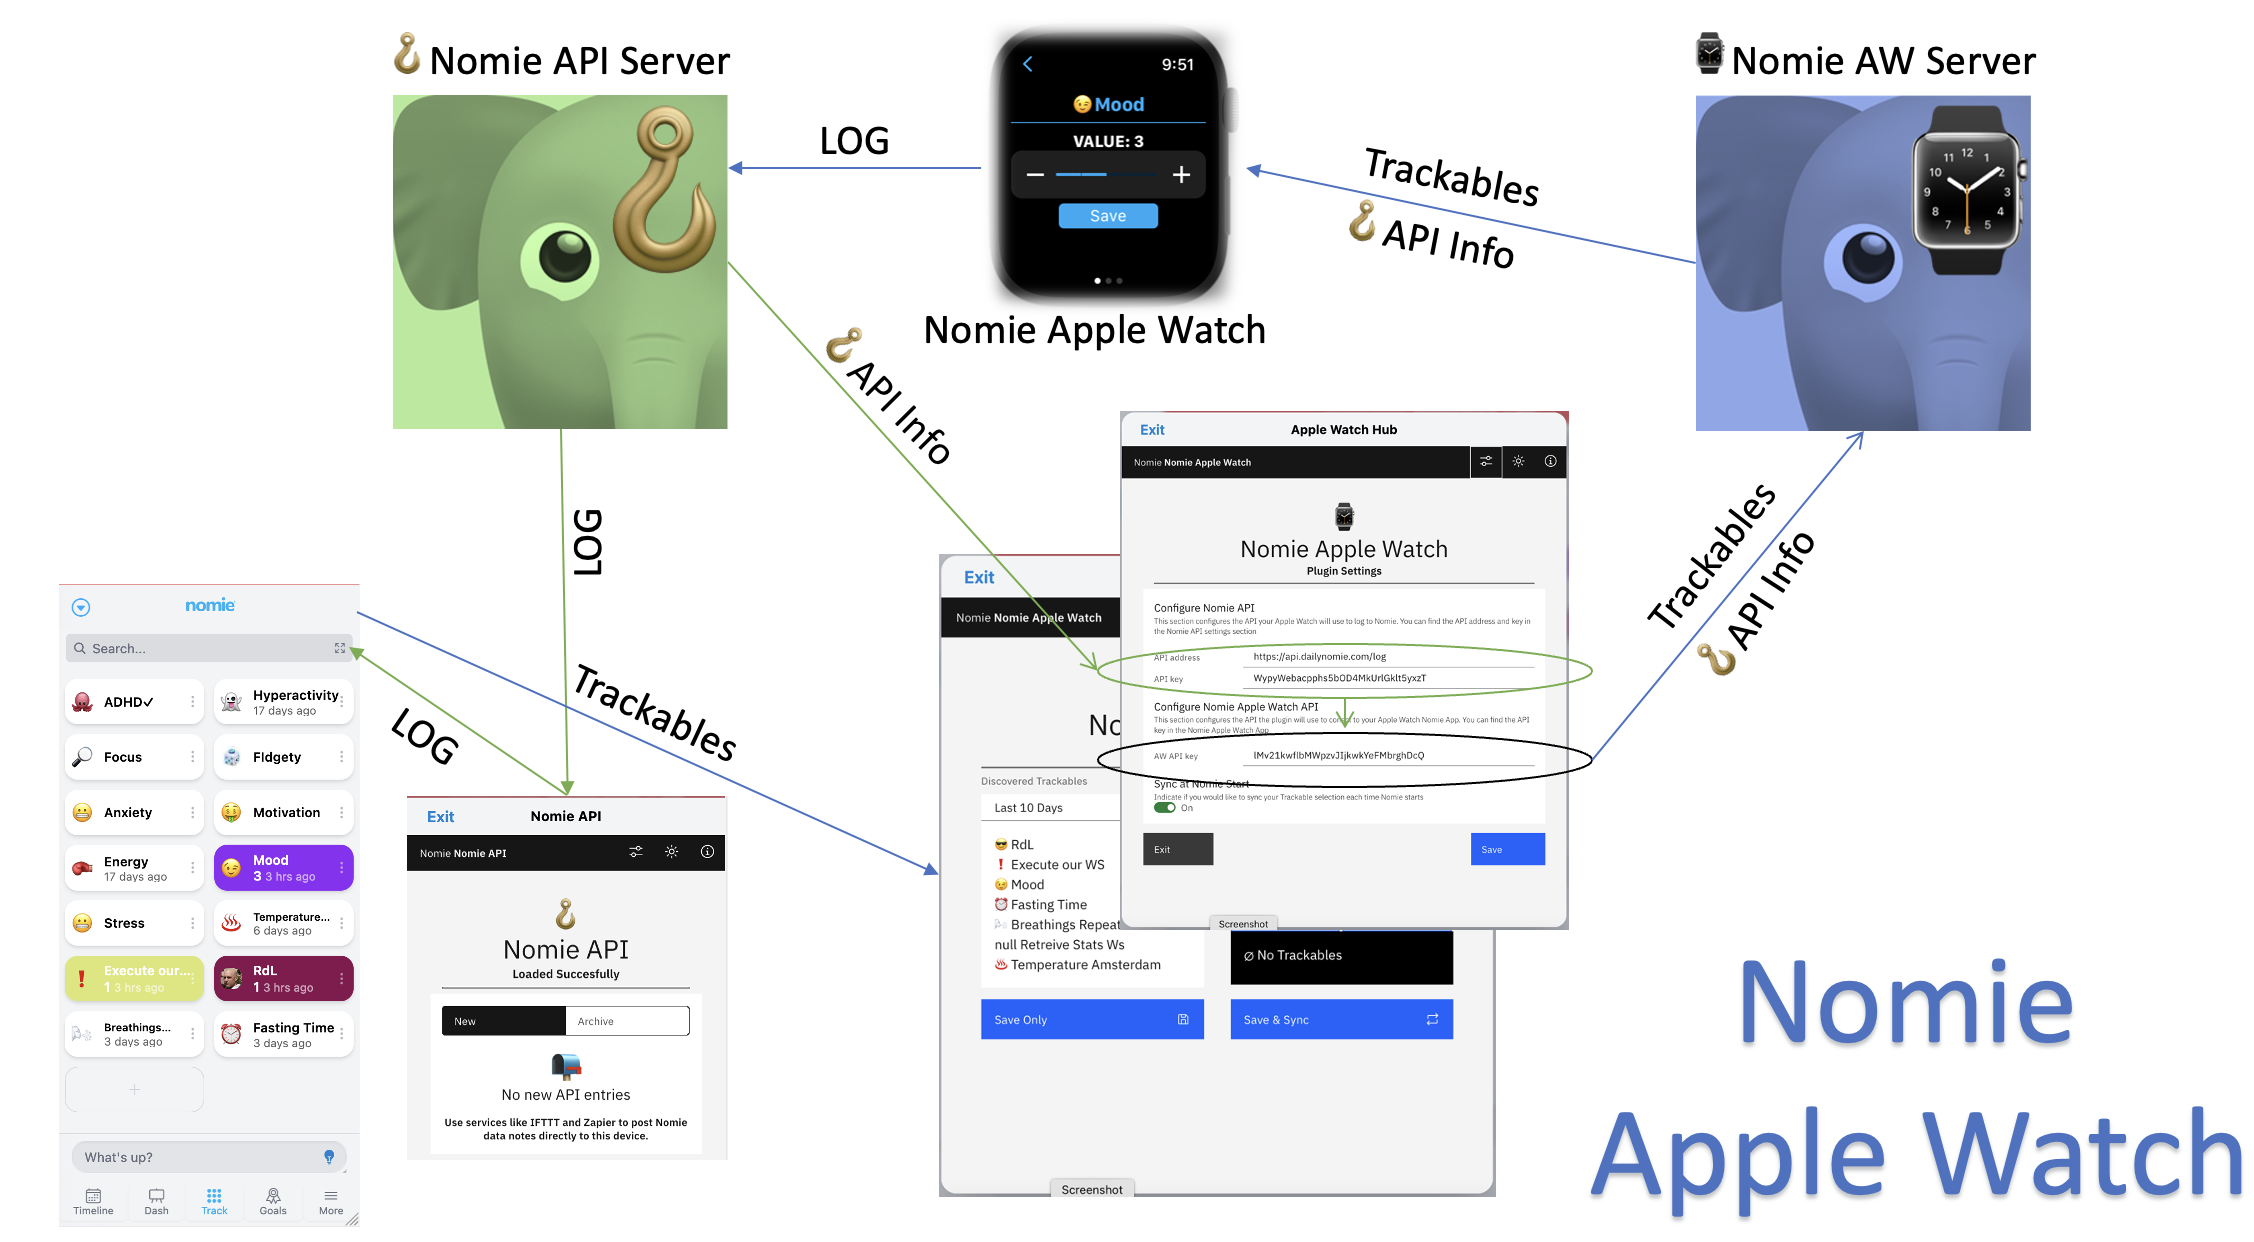 Nomie API Server
LOG
9:51
Mood
VALUE: 3
Save
Nomie Apple Watch
Trackables
API Info
Nomie AW Server
12
11
1
10
2
9
3
8
4
7
6
5
API Info
LOG
LOG
Trackables
Trackables
API Info
nomie
Search...
ADHD✓
Hyperactivity
17 days ago
Focus
Fidgety
Anxiety
Motivation
Energy
17 days ago
Mood
3 3 hrs ago
Stress
Temperature...
6 days ago
Execute our...
1 3 hrs ago
RdL
1 3 hrs ago
Breathings...
3 days ago
Fasting Time
3 days ago
+
What's up?
Timeline
Dash
Track
Goals
More
Exit
Nomie API
Nomie Nomie API
Nomie API
Loaded Succesfully
New
Archive
No new API entries
Use services like IFTTT and Zapier to post Nomie
data notes directly to this device.
Exit
Nomie Nomie Apple Watch
No
Discovered Trackables
Last 10 Days
RdL
Execute our WS
Mood
Fasting Time
Breathings Repeat
null Retreive Stats Ws
Temperature Amsterdam
∅ No Trackables
Save Only
Save & Sync
Screenshot
Exit
Apple Watch Hub
Nomie Nomie Apple Watch
Nomie Apple Watch
Plugin Settings
Configure Nomie API
This section configures the API your Apple Watch will use to log to Nomie. You can find the API address and key in
the Nomie API settings section
API address
https://api.dailynomie.com/log
API key
WypyWebacpphs5bOD4MkUrlGklt5yxzT
Configure Nomie Apple Watch API
This section configures the API the plugin will use to to your Apple Watch Nomie App. You can find the API
key in the Nomie Apple Watch App
AW API key
lMv21kwfIbMWpzvJIjkwkYeFMbrghDcQ
Sync at Nomie Start
Indicate if you would like to sync your Trackable selection each time Nomie starts
On
Exit
Save
Screenshot
Nomie
Apple Watch